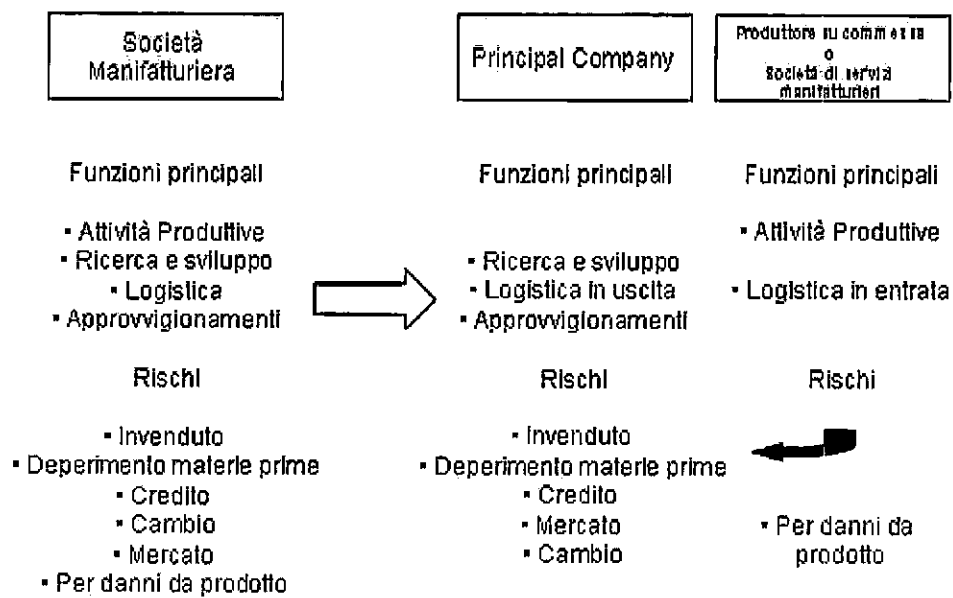 Società
Manifatturiera
Principal Company
Produttore su commessa
o
Società di servizi
manifatturieri
Funzioni principali
▪ Attività Produttive
▪ Ricerca e sviluppo
▪ Logistica
▪ Approvvigionamenti
Rischi
▪ Invenduto
▪ Deperimento materie prime
▪ Credito
▪ Cambio
▪ Mercato
▪ Per danni da prodotto
Funzioni principali
▪ Ricerca e sviluppo
▪ Logistica in uscita
▪ Approvvigionamenti
Rischi
▪ Invenduto
▪ Deperimento materie prime
▪ Credito
▪ Mercato
▪ Cambio
Funzioni principali
▪ Attività Produttive
▪ Logistica in entrata
Rischi
▪ Per danni da
prodotto